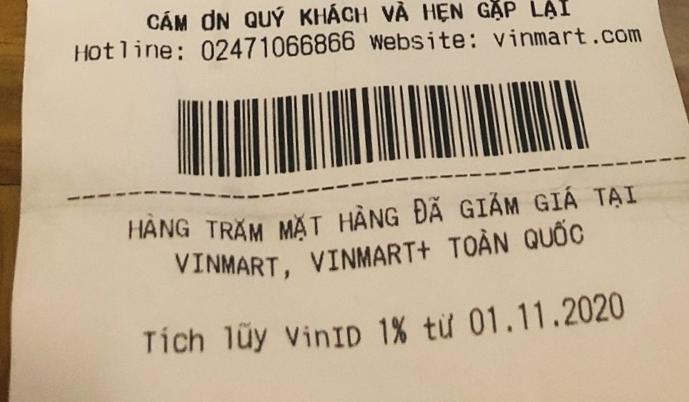 CẢM ƠN QUÝ KHÁCH VÀ HẸN GẶP LẠI
Hotline: 02471066866 Website: vinmart.com
HÀNG TRĂM MẶT HÀNG ĐÃ GIẢM GIÁ TẠI
VINMART, VINMART+ TOÀN QUỐC
Tích lũy VinID 1% từ 01.11.2020